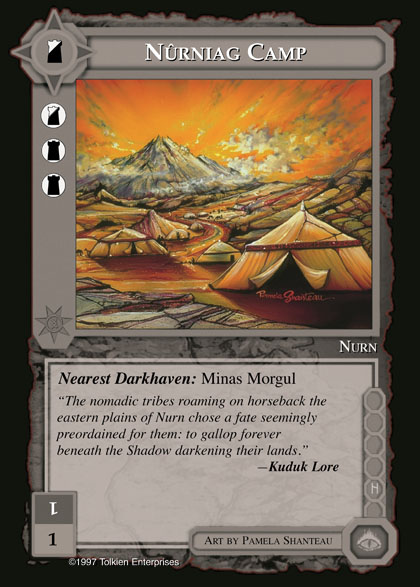 NÛRNIAG CAMP
Pamela Shanteau
NURN
Nearest Darkhaven: Minas Morgul
“The nomadic tribes roaming on horseback the
eastern plains of Nurn chose a fate seemingly
preordained for them: to gallop forever
beneath the Shadow darkening their lands.”
—Kuduk Lore
H
1
1
ART BY PAMELA SHANTEAU
©1997 Tolkien Enterprises